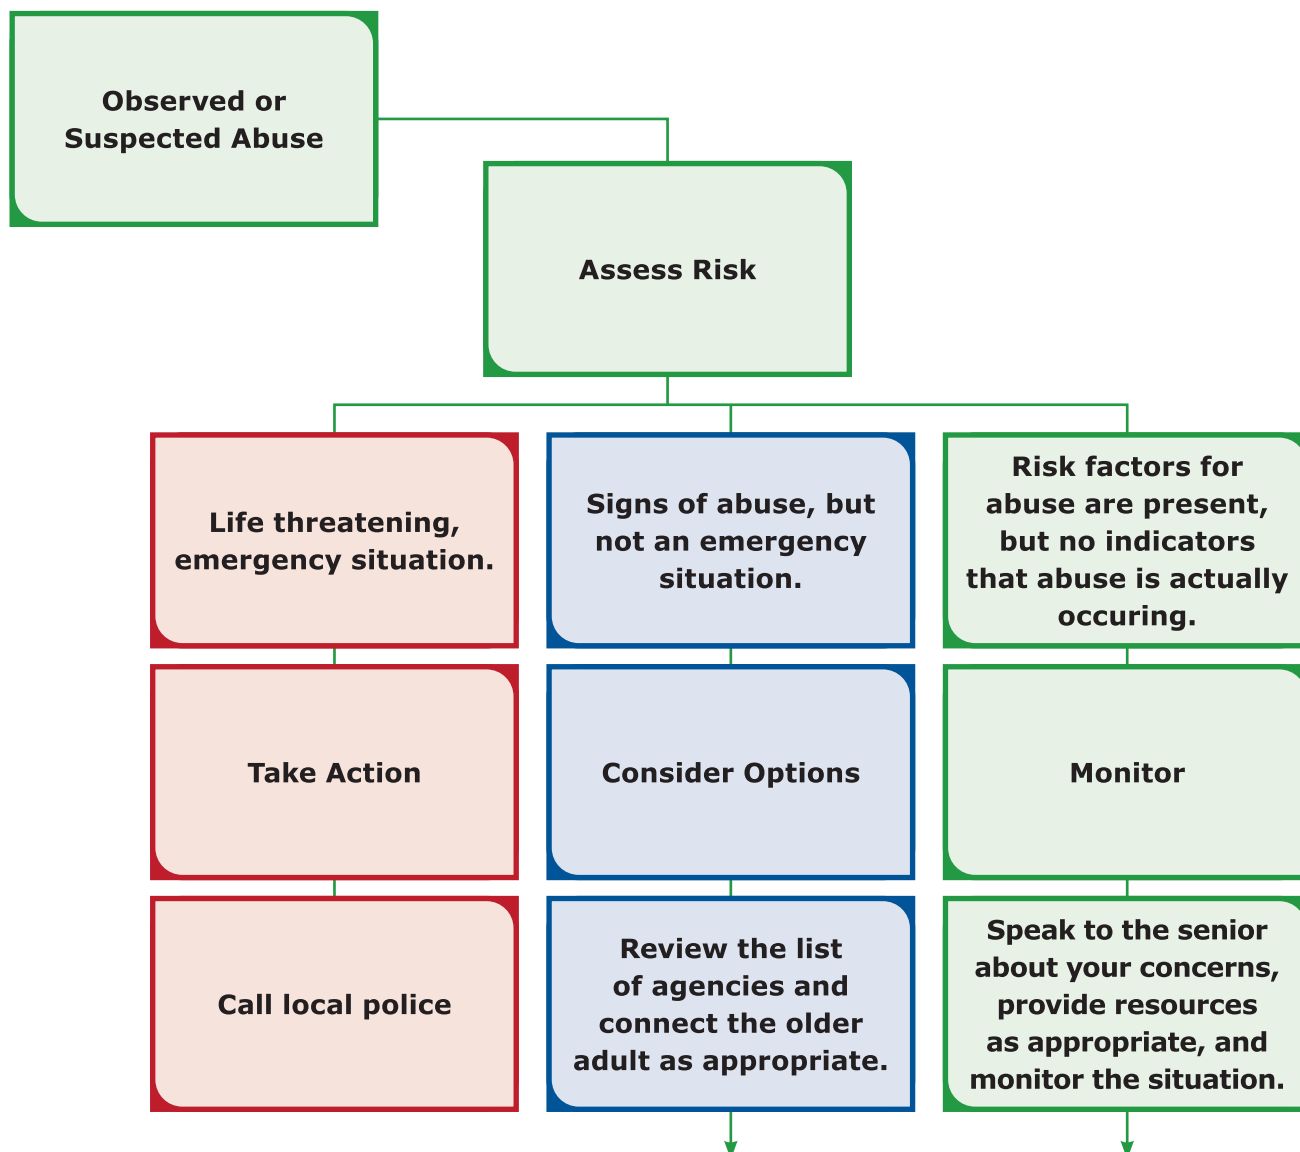 Observed or
Suspected Abuse
Assess Risk
Life threatening,
emergency situation.
Signs of abuse, but
not an emergency
situation.
Risk factors for
abuse are present,
but no indicators
that abuse is actually
occuring.
Take Action
Consider Options
Monitor
Call local police
Review the list
of agencies and
connect the older
adult as appropriate.
Speak to the senior
about your concerns,
provide resources
as appropriate, and
monitor the situation.